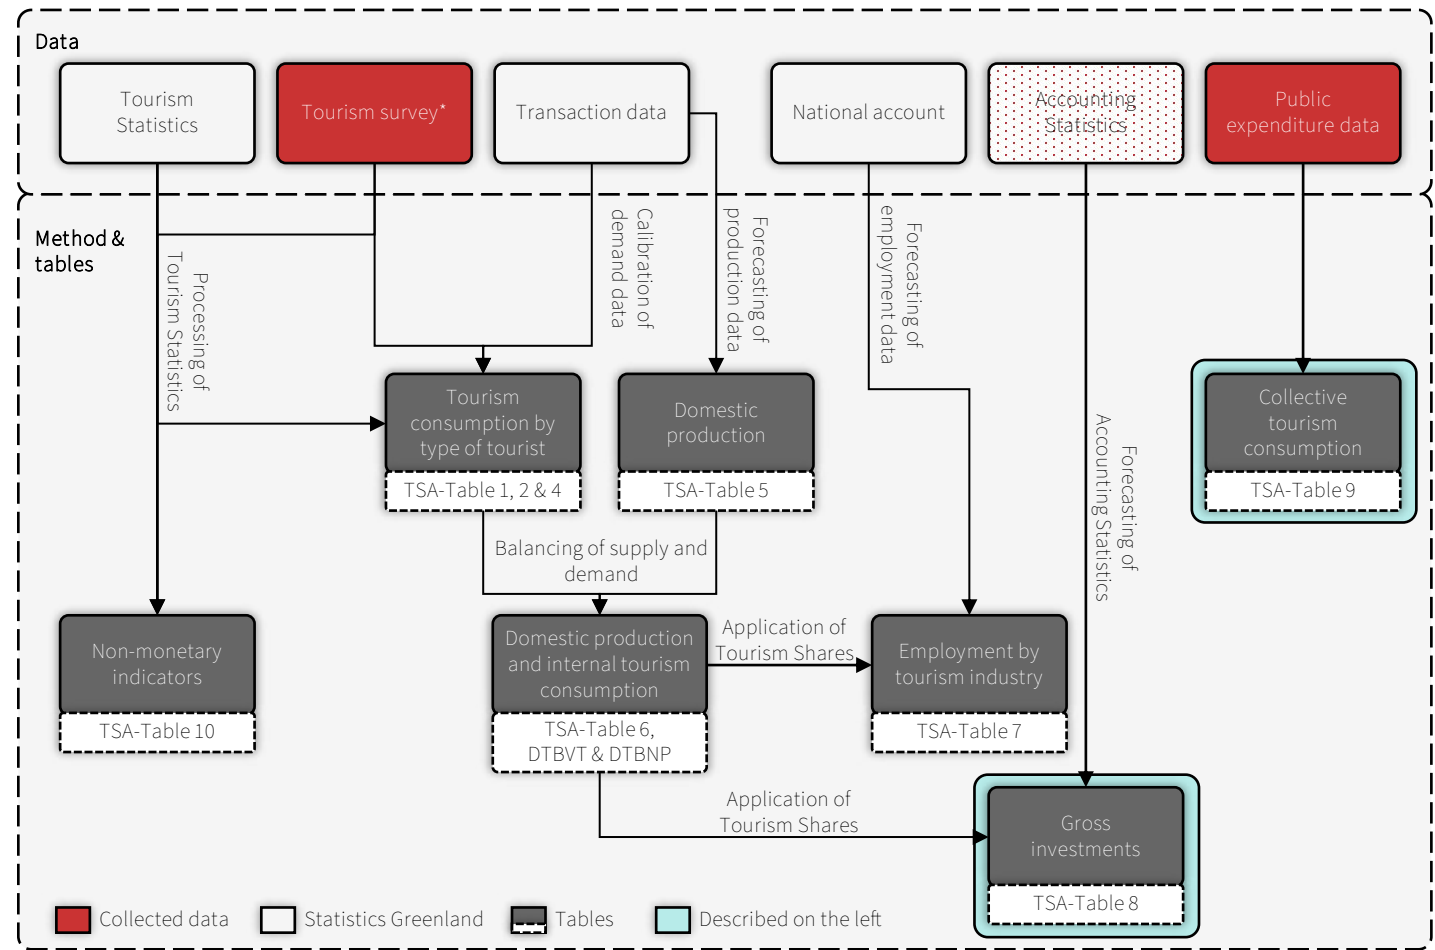 Data
Tourism
Statistics
Tourism survey*
Transaction data
National account
Accounting
Statistics
Public
expenditure data
Method &
tables
Processing of
Tourism Statistics
Calibration of
demand data
Forecasting of
production data
Forecasting of
employment data
Forecasting of
Accounting Statistics
Tourism
consumption by
type of tourist
TSA-Table 1, 2 & 4
Domestic
production
TSA-Table 5
Collective
tourism
consumption
TSA-Table 9
Balancing of supply and
demand
Non-monetary
indicators
TSA-Table 10
Domestic production
and internal tourism
consumption
TSA-Table 6,
DTBVT & DTBNP
Application of
Tourism Shares
Employment by
tourism industry
TSA-Table 7
Application of
Tourism Shares
Gross
investments
TSA-Table 8
Collected data
Statistics Greenland
Tables
Described on the left